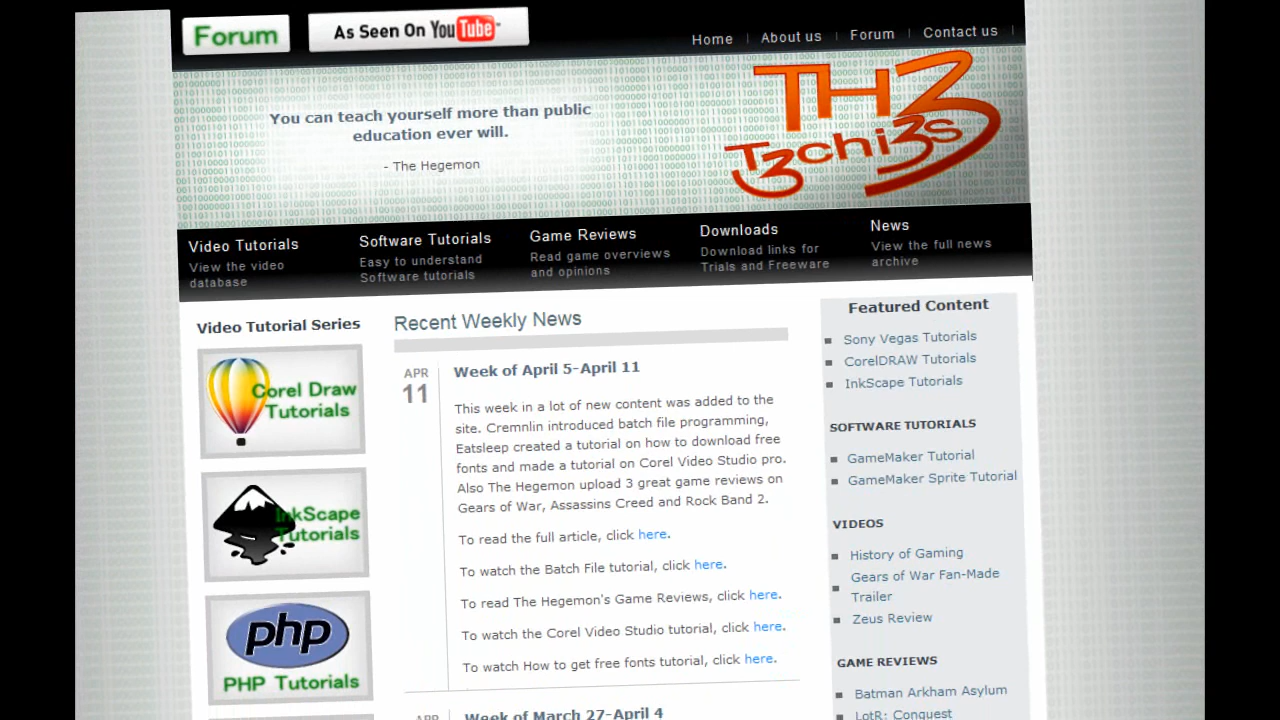 Forum
As Seen On YouTube
Home
About us
Forum
Contact us
You can teach yourself more than public
education ever will.
- The Hegemon
TH3
T3chi3s
Video Tutorials
View the video
database
Software Tutorials
Easy to understand
Software tutorials
Game Reviews
Read game overviews
and opinions
Downloads
Download links for
Trials and Freeware
News
View the full news
archive
Video Tutorial Series
Corel Draw
Tutorials
InkScape
Tutorials
php
PHP Tutorials
Recent Weekly News
APR
11
Week of April 5-April 11
This week in a lot of new content was added to the
site. Cremnlin introduced batch file programming,
Eatsleep created a tutorial on how to download free
fonts and made a tutorial on Corel Video Studio pro.
Also The Hegemon upload 3 great game reviews on
Gears of War, Assassins Creed and Rock Band 2.
To read the full article, click here.
To watch the Batch File tutorial, click here.
To read The Hegemon's Game Reviews, click here.
To watch the Corel Video Studio tutorial, click here.
To watch How to get free fonts tutorial, click here.
APR
Week of March 27-April 4
Featured Content
Sony Vegas Tutorials
CorelDRAW Tutorials
InkScape Tutorials
SOFTWARE TUTORIALS
GameMaker Tutorial
GameMaker Sprite Tutorial
VIDEOS
History of Gaming
Gears of War Fan-Made
Trailer
Zeus Review
GAME REVIEWS
Batman Arkham Asylum
LotR: Conquest